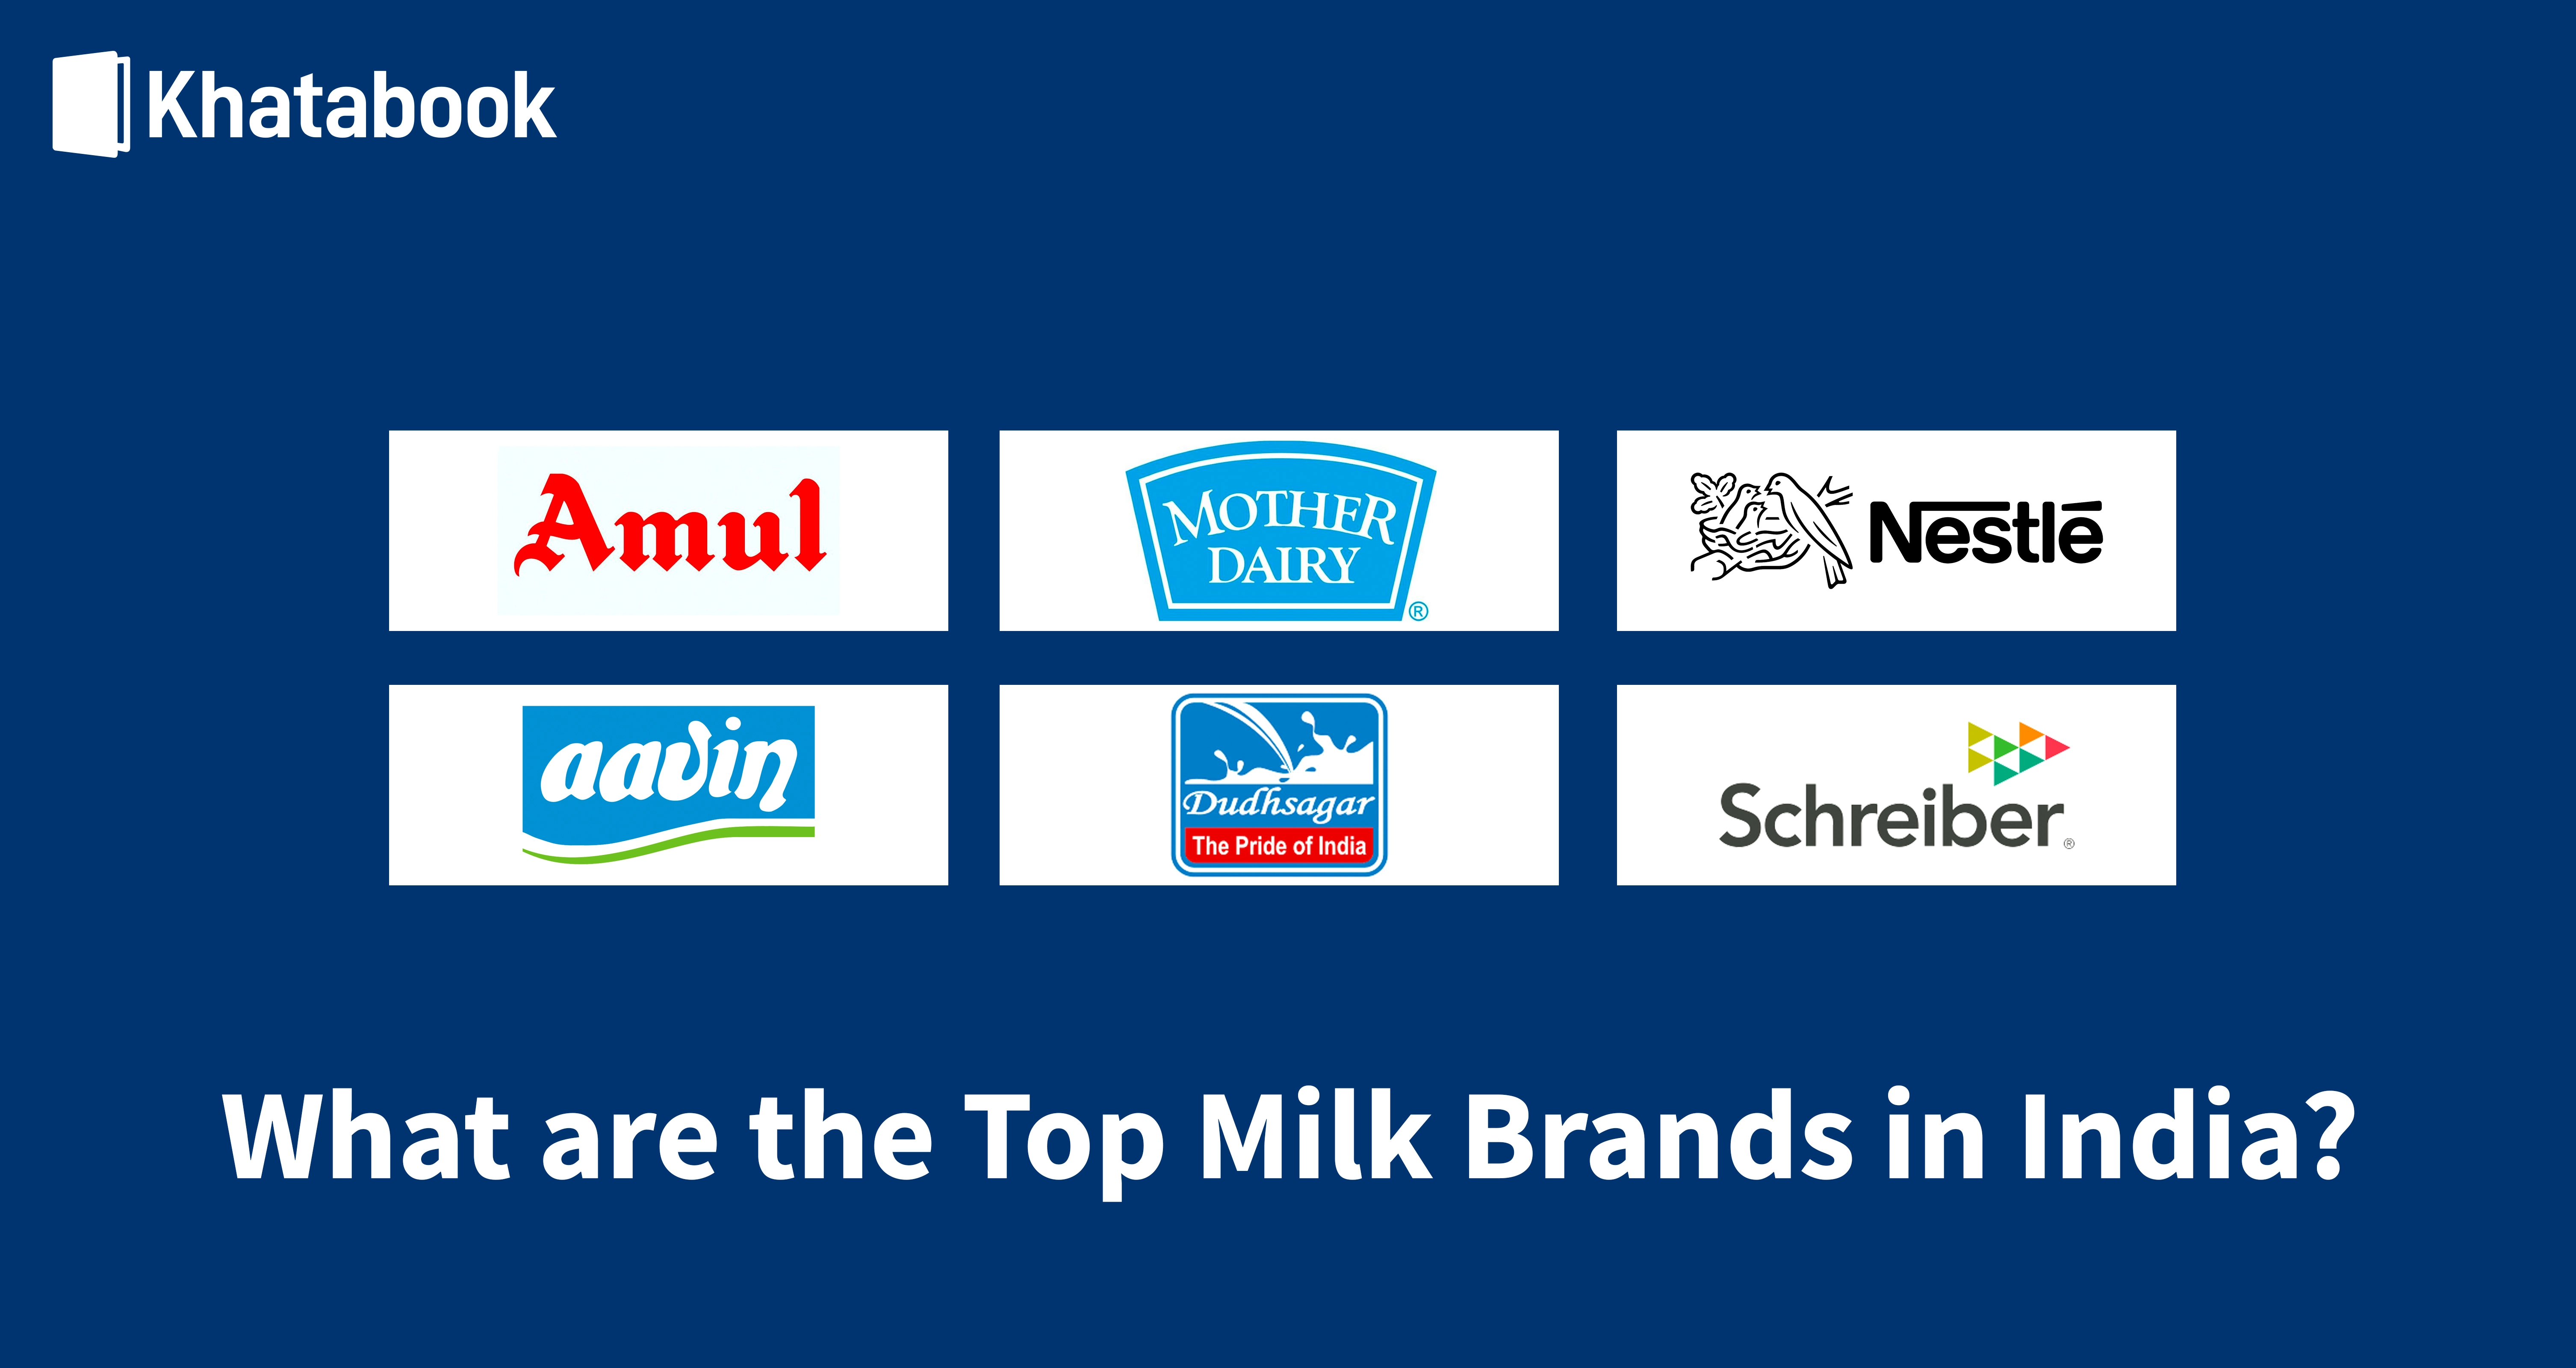 Khatabook
Amul
MOTHER
DAIRY
®
Nestlé
aavin
Dudhsagar
The Pride of India
Schreiber®
What are the Top Milk Brands in India?